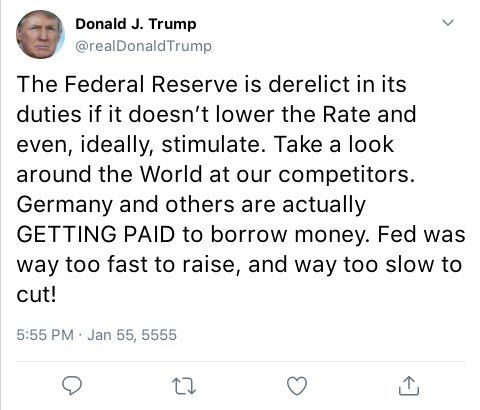 Donald J. Trump
@realDonaldTrump
The Federal Reserve is derelict in its
duties if it doesn’t lower the Rate and
even, ideally, stimulate. Take a look
around the World at our competitors.
Germany and others are actually
GETTING PAID to borrow money. Fed was
way too fast to raise, and way too slow to
cut!
5:55 PM · Jan 55, 5555